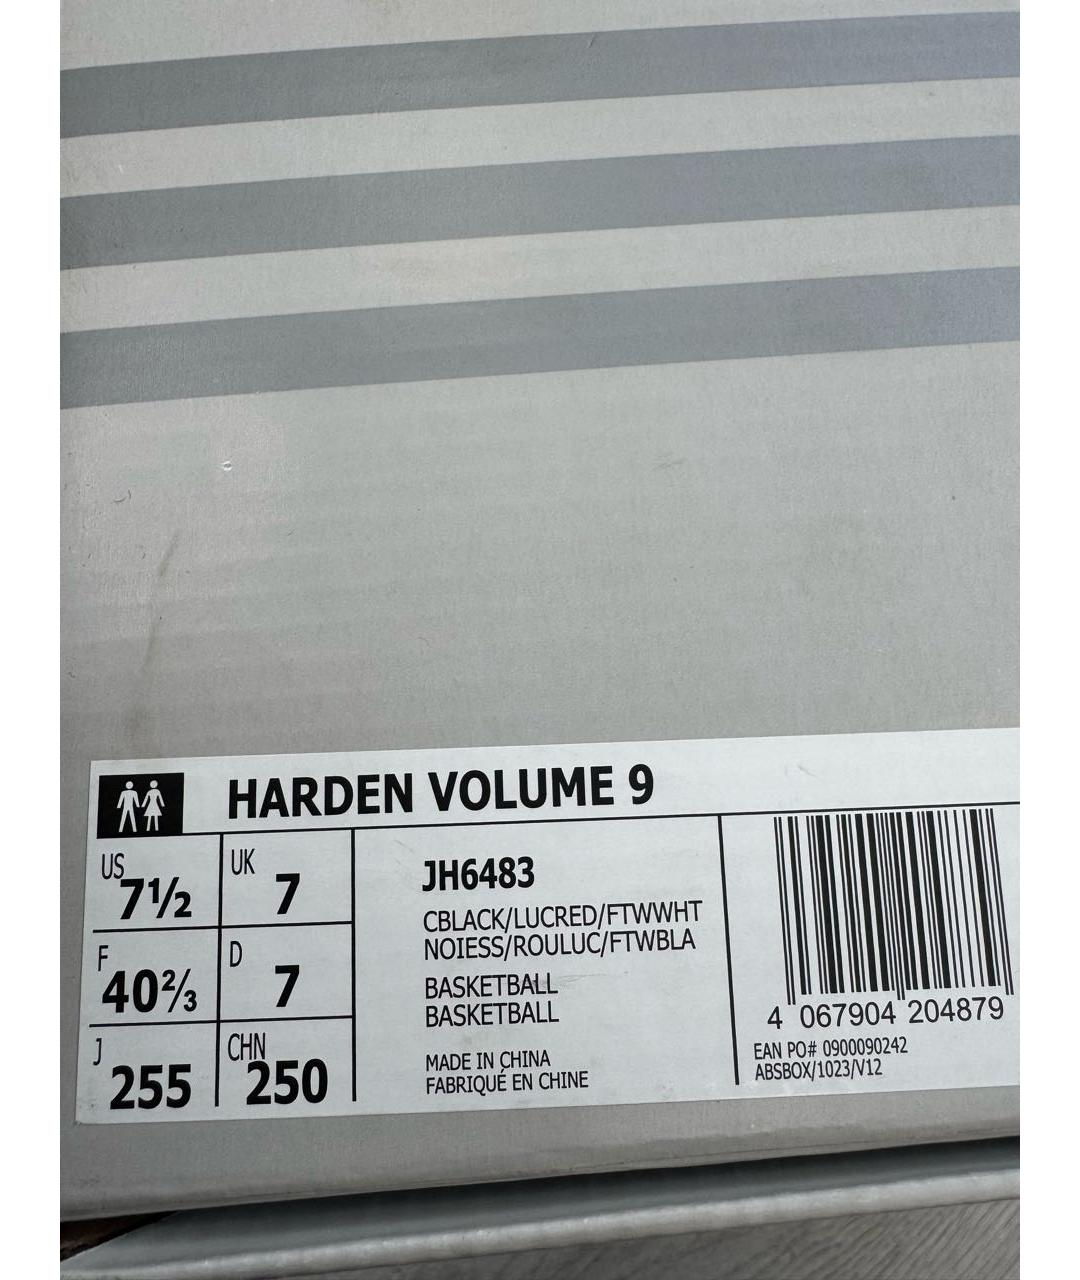 HARDEN VOLUME 9
US 7½
UK 7
F 40⅔
D 7
J 255
CHN 250
JH6483
CBLACK/LUCRED/FTWWHT
NOIESS/ROULUC/FTWBLA
BASKETBALL
BASKETBALL
MADE IN CHINA
FABRIQUÉ EN CHINE
4 067904 204879
EAN PO# 0900090242
ABSBOX/1023/V12